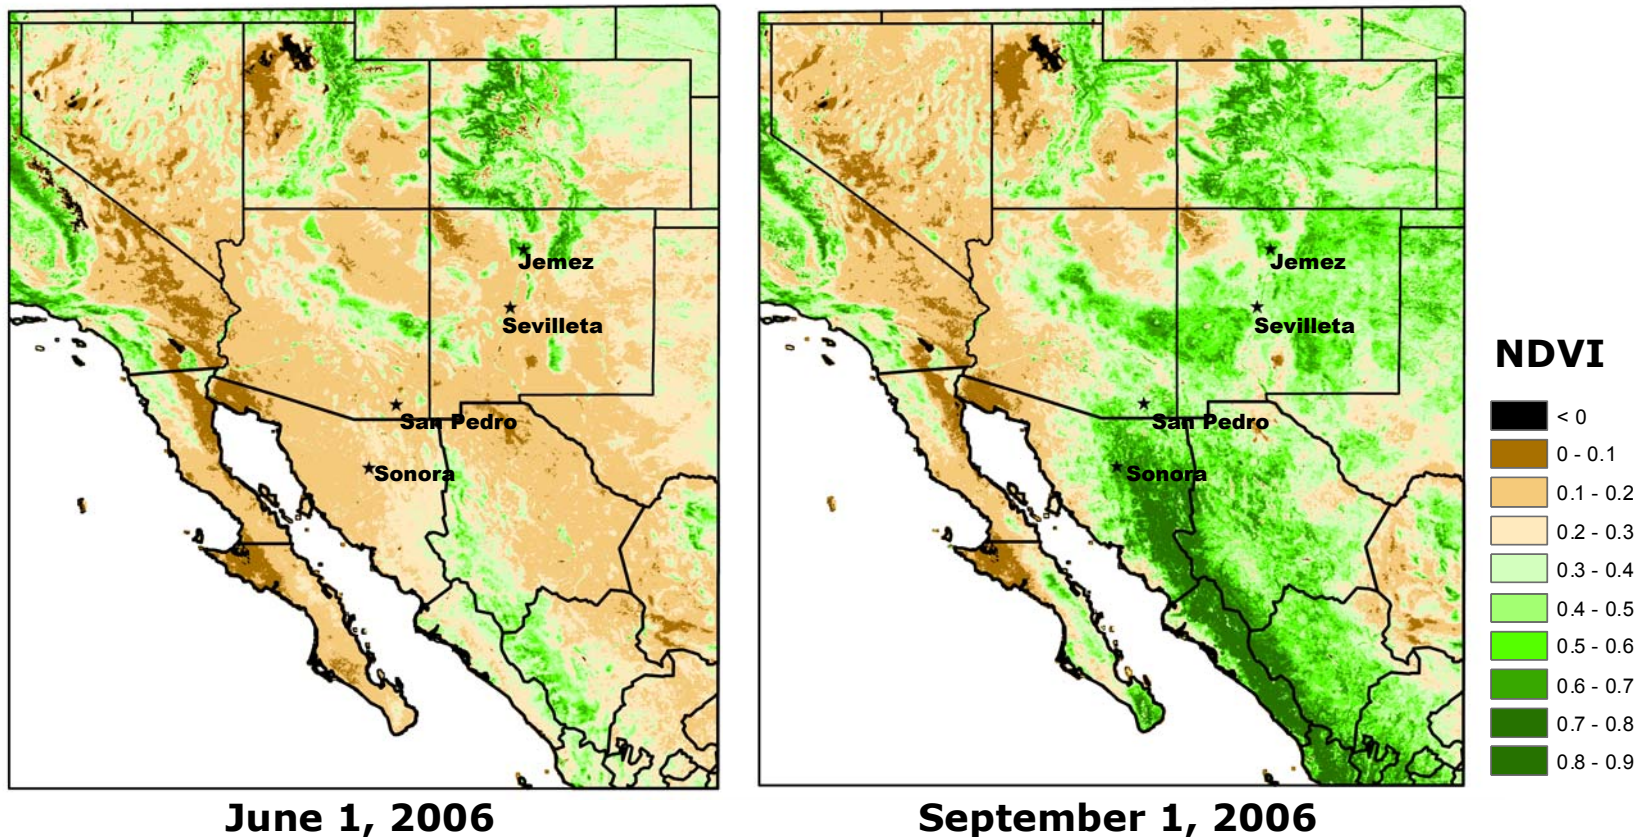 Jemez
Sevilleta
San Pedro
Sonora
June 1, 2006
Jemez
Sevilleta
San Pedro
Sonora
September 1, 2006
NDVI
< 0
0 - 0.1
0.1 - 0.2
0.2 - 0.3
0.3 - 0.4
0.4 - 0.5
0.5 - 0.6
0.6 - 0.7
0.7 - 0.8
0.8 - 0.9